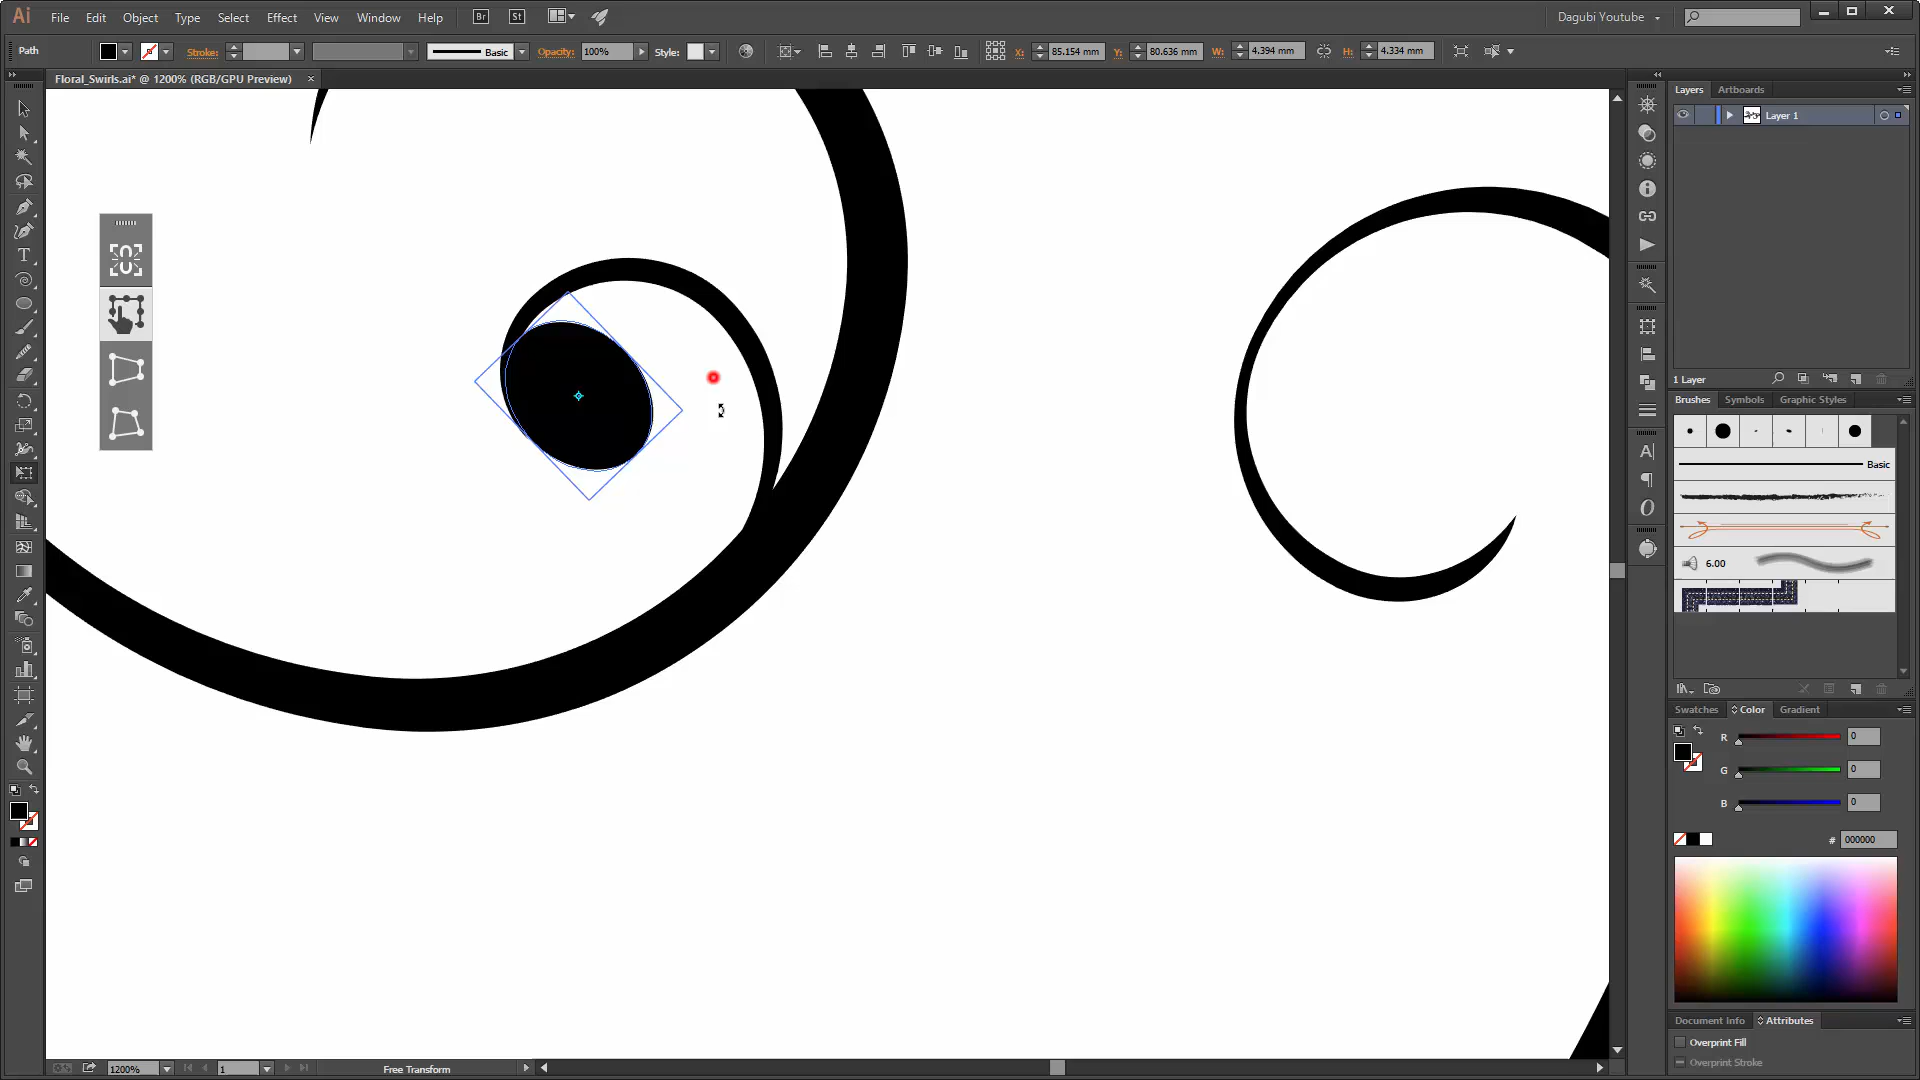 Ai File Edit Object Type Select Effect View Window Help Br St Dagubi Youtube
Path Stroke: Basic Opacity: 100% Style: X: 85.154 mm Y: 80.636 mm W: 4.394 mm H: 4.334 mm
Floral_Swirls.ai* @ 1200% (RGB/GPU Preview)
Layers Artboards
Layer 1
1 Layer
Brushes Symbols Graphic Styles
Basic
6.00
Swatches Color Gradient
R 0
G 0
B 0
# 000000
Document Info Attributes
Overprint Fill
Overprint Stroke
1200% 1 Free Transform